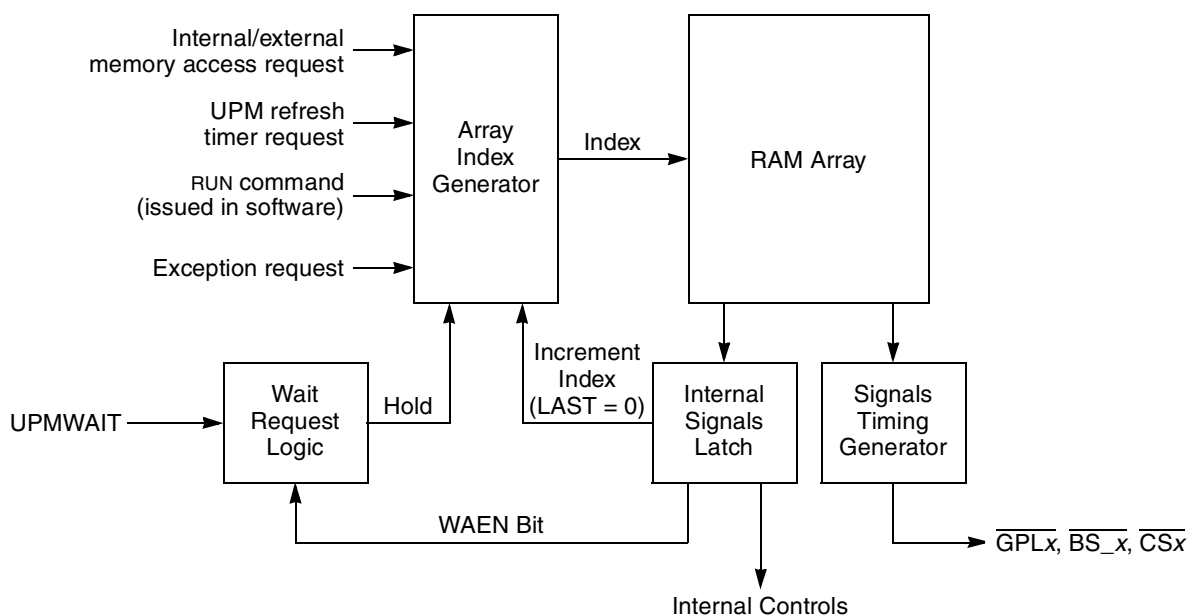 Internal/external
memory access request
UPM refresh
timer request
RUN command
(issued in software)
Exception request
Array
Index
Generator
Index
RAM Array
Increment
Index
(LAST = 0)
UPMWAIT
Wait
Request
Logic
Hold
Internal
Signals
Latch
Signals
Timing
Generator
WAEN Bit
GPLx, BS_x, CSx
Internal Controls